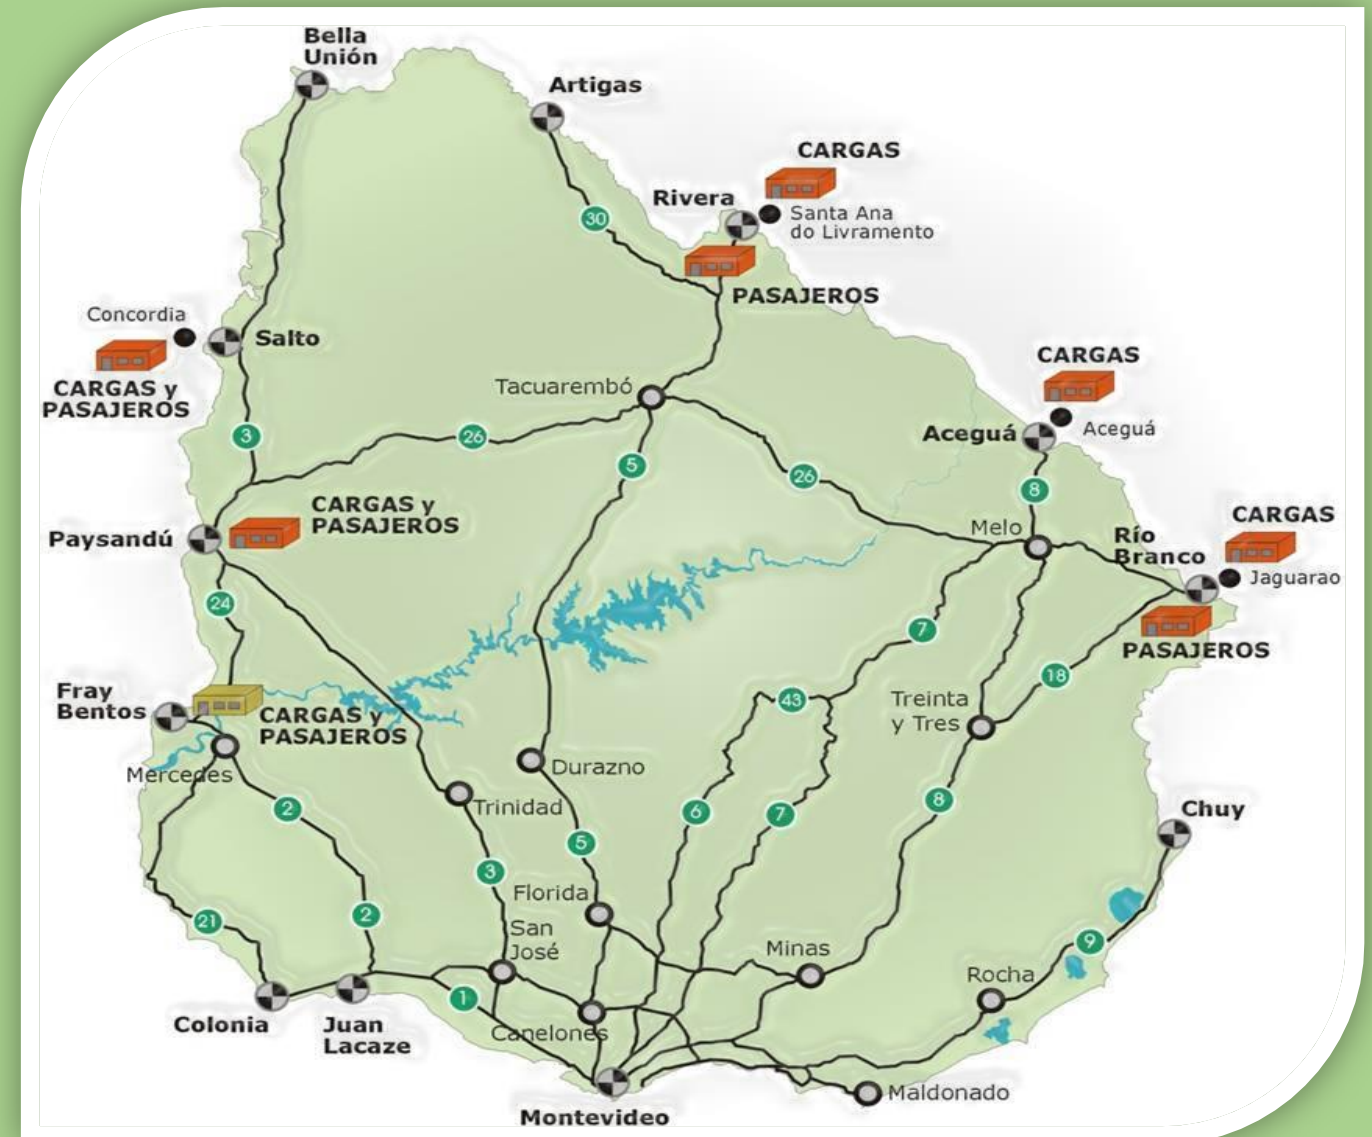 Bella
Unión
Artigas
CARGAS
Rivera
Santa Ana
do Livramento
30
PASAJEROS
Concordia
Salto
CARGAS y
PASAJEROS
CARGAS
Tacuarembó
Aceguá
Aceguá
3
26
5
26
8
CARGAS y
PASAJEROS
Paysandú
Melo
CARGAS
Río
Branco
Jaguarao
24
7
PASAJEROS
18
Fray
Bentos
CARGAS y
PASAJEROS
43
Treinta
y Tres
Mercedes
Durazno
2
Trinidad
6
7
8
Chuy
5
3
Florida
21
2
San
José
9
Minas
Rocha
1
Colonia
Juan
Lacaze
Canelones
Maldonado
Montevideo